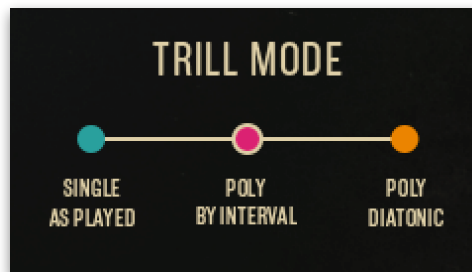 TRILL MODE
SINGLE
AS PLAYED
POLY
BY INTERVAL
POLY
DIATONIC